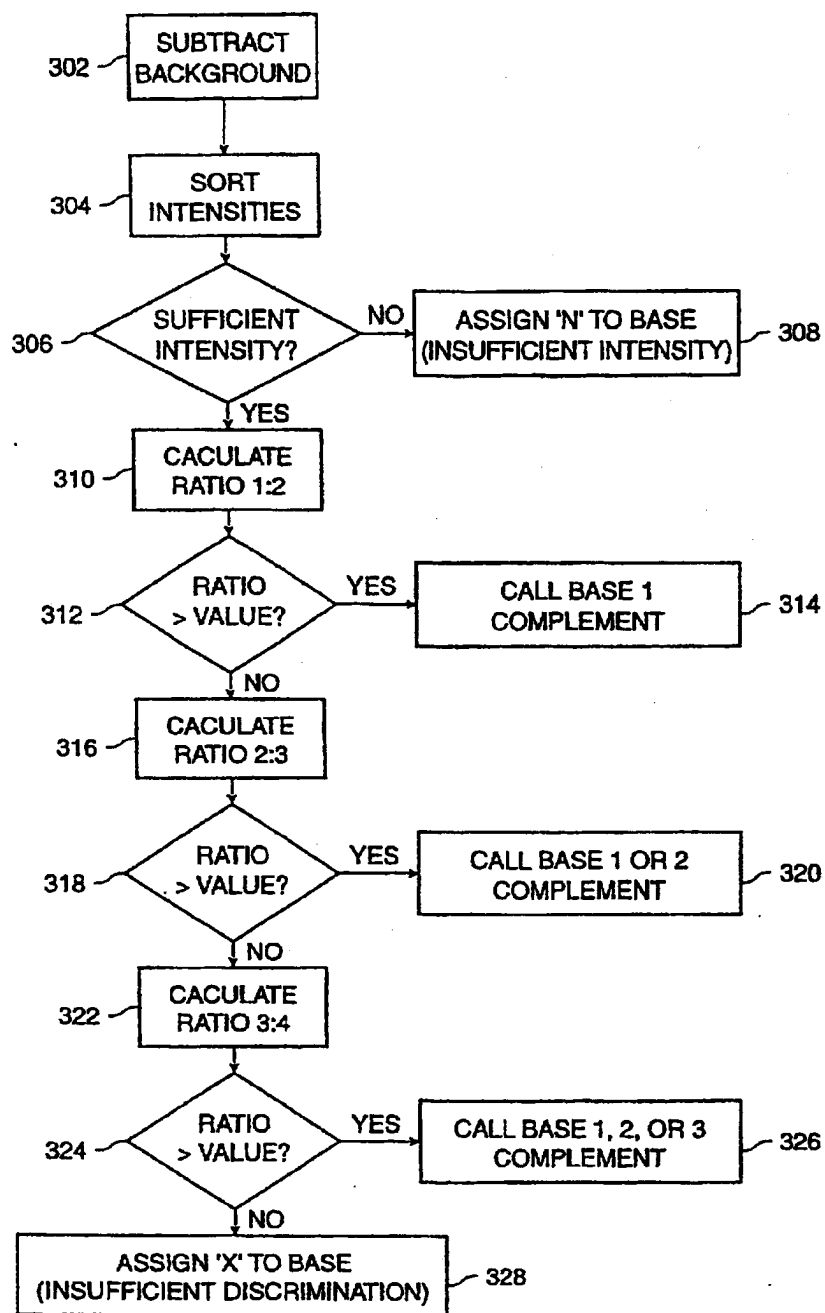 302
SUBTRACT
BACKGROUND
304
SORT
INTENSITIES
306
SUFFICIENT
INTENSITY?
NO
ASSIGN 'N' TO BASE
(INSUFFICIENT INTENSITY)
308
YES
310
CACULATE
RATIO 1:2
312
RATIO
> VALUE?
YES
CALL BASE 1
COMPLEMENT
314
NO
316
CACULATE
RATIO 2:3
318
RATIO
> VALUE?
YES
CALL BASE 1 OR 2
COMPLEMENT
320
NO
322
CACULATE
RATIO 3:4
324
RATIO
> VALUE?
YES
CALL BASE 1, 2, OR 3
COMPLEMENT
326
NO
ASSIGN 'X' TO BASE
(INSUFFICIENT DISCRIMINATION)
328